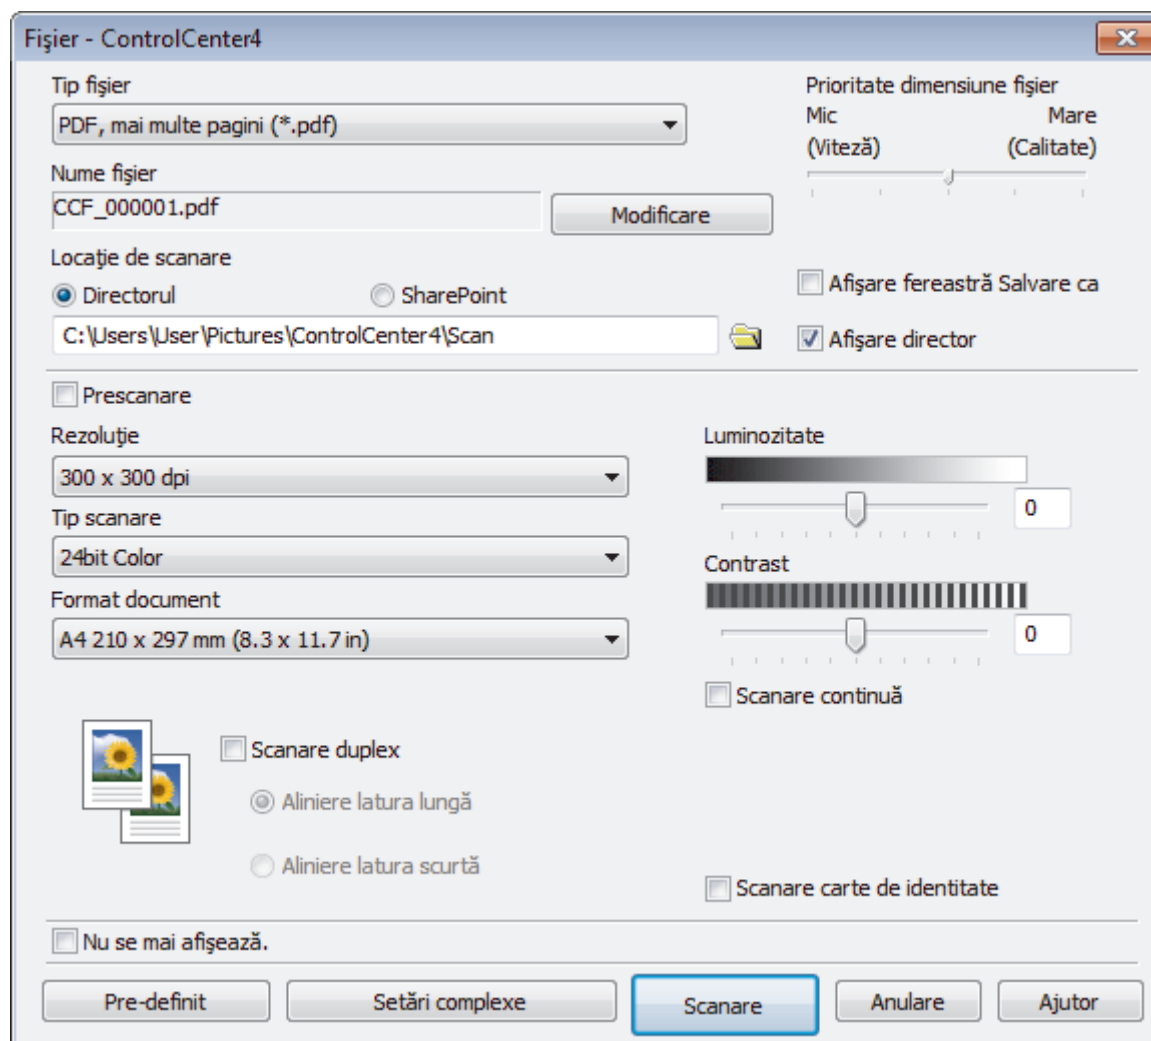 Fişier - ControlCenter4
Tip fişier
PDF, mai multe pagini (*.pdf)
Prioritate dimensiune fişier
Mic Mare
(Viteză) (Calitate)
Nume fişier
CCF_000001.pdf
Modificare
Locaţie de scanare
Directorul SharePoint
Afişare fereastră Salvare ca
C:\Users\User\Pictures\ControlCenter4\Scan
Afişare director
Prescanare
Rezoluţie
300 x 300 dpi
Tip scanare
24bit Color
Format document
A4 210 x 297 mm (8.3 x 11.7 in)
Luminozitate
0
Contrast
0
Scanare continuă
Scanare duplex
Aliniere latura lungă
Aliniere latura scurtă
Scanare carte de identitate
Nu se mai afişează.
Pre-definit Setări complexe Scanare Anulare Ajutor